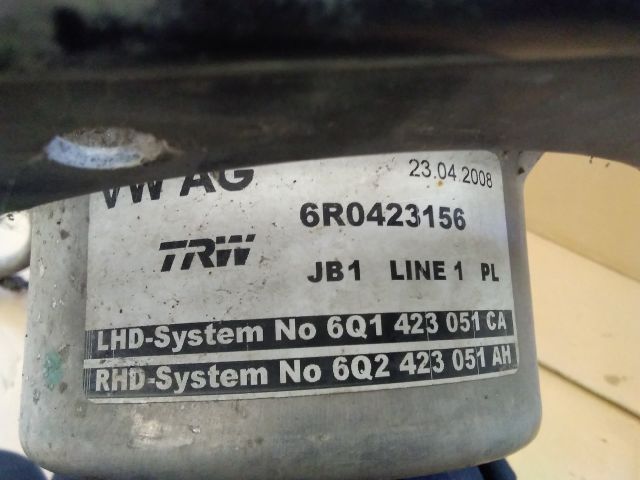 VW AG 23.04.2008
6R0423156
TRW JB1 LINE 1 PL
LHD-System No 6Q1 423 051 CA
RHD-System No 6Q2 423 051 AH